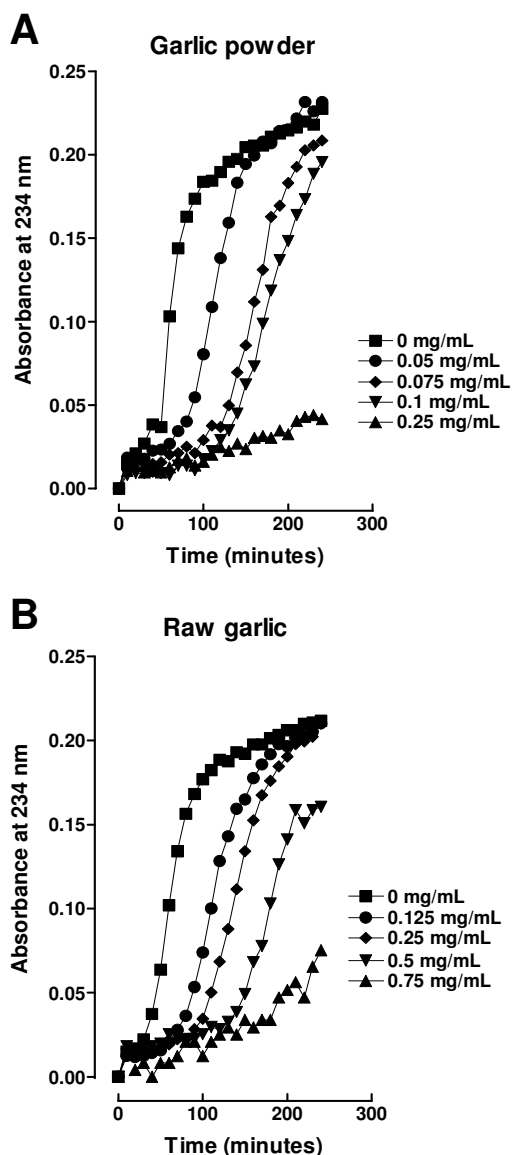 A
Garlic powder
0.25
0.20
0.15
0.10
0.05
0.00
Absorbance at 234 nm
0 mg/mL
0.05 mg/mL
0.075 mg/mL
0.1 mg/mL
0.25 mg/mL
0 100 200 300
Time (minutes)
B
Raw garlic
0.25
0.20
0.15
0.10
0.05
0.00
Absorbance at 234 nm
0 mg/mL
0.125 mg/mL
0.25 mg/mL
0.5 mg/mL
0.75 mg/mL
0 100 200 300
Time (minutes)